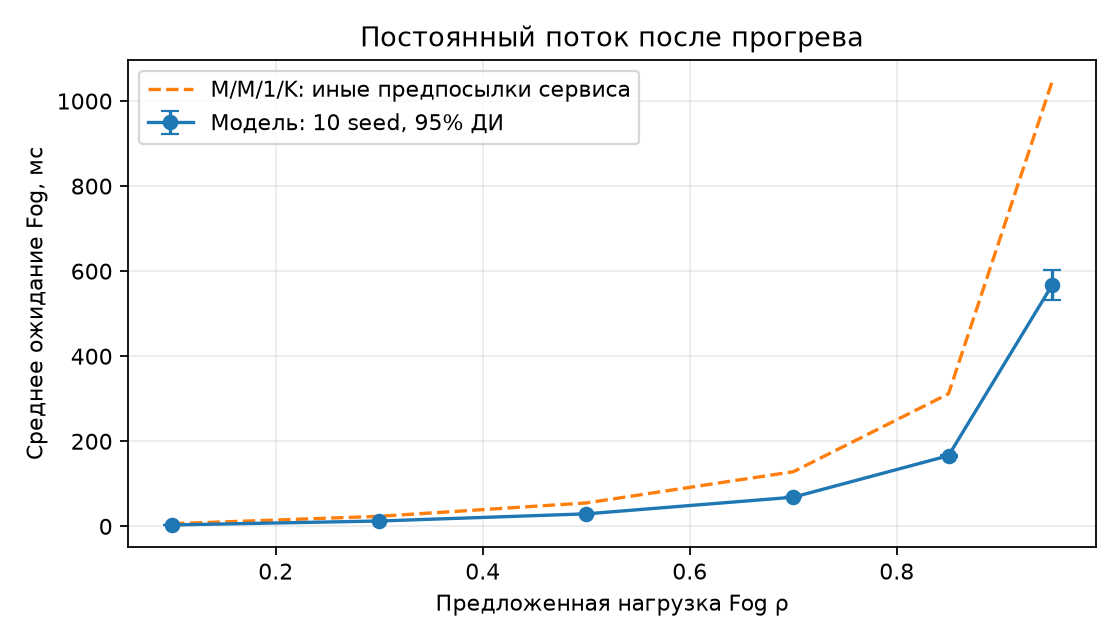 Постоянный поток после прогрева
M/M/1/K: иные предпосылки сервиса
Модель: 10 seed, 95% ДИ
Среднее ожидание Fog, мс
1000
800
600
400
200
0
0.2
0.4
0.6
0.8
Предложенная нагрузка Fog ρ